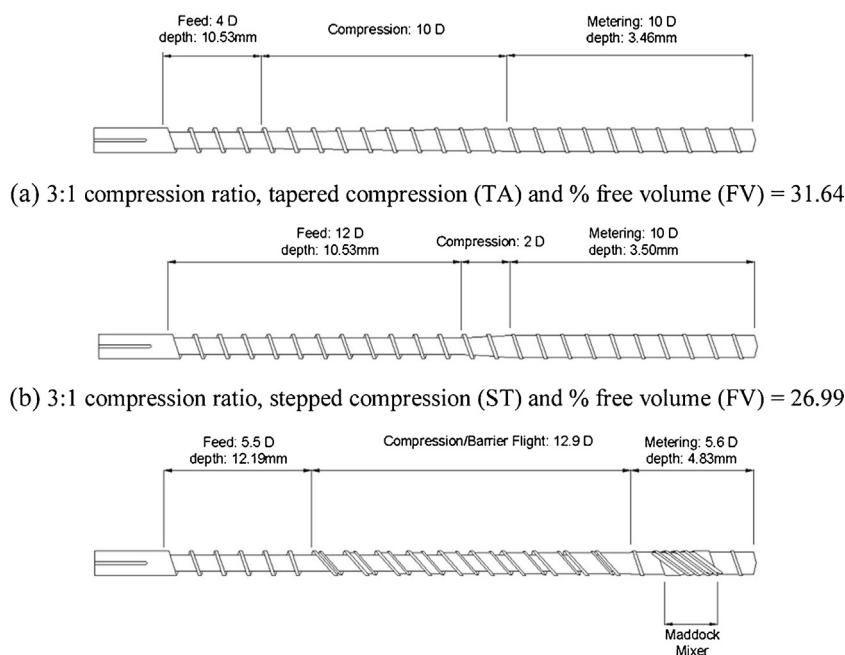 Feed: 4 D
depth: 10.53mm
Compression: 10 D
Metering: 10 D
depth: 3.46mm
(a) 3:1 compression ratio, tapered compression (TA) and % free volume (FV) = 31.64
Feed: 12 D
depth: 10.53mm
Compression: 2 D
Metering: 10 D
depth: 3.50mm
(b) 3:1 compression ratio, stepped compression (ST) and % free volume (FV) = 26.99
Feed: 5.5 D
depth: 12.19mm
Compression/Barrier Flight: 12.9 D
Metering: 5.6 D
depth: 4.83mm
Maddock
Mixer